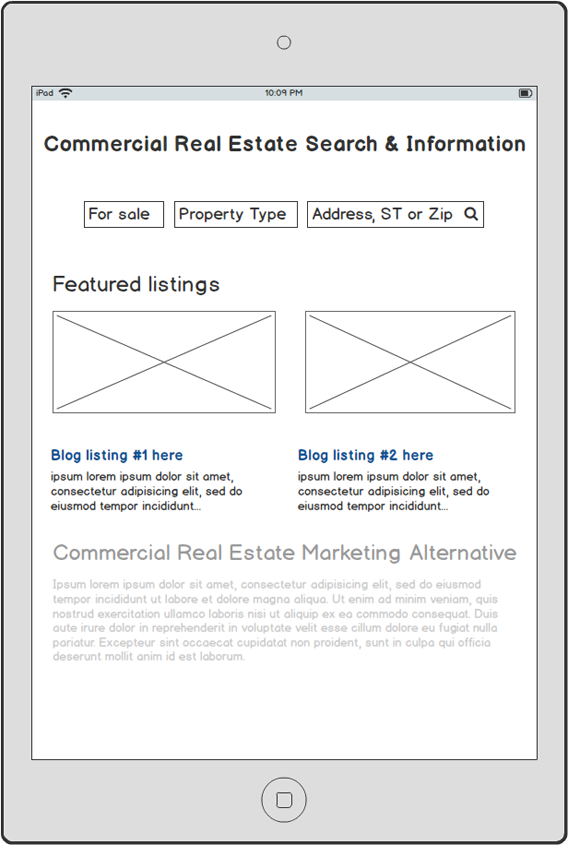 iPad 10:09 PM
Commercial Real Estate Search & Information
For sale Property Type Address, ST or Zip
Featured listings
Blog listing #1 here
ipsum lorem ipsum dolor sit amet,
consectetur adipisicing elit, sed do
eiusmod tempor incididunt...
Blog listing #2 here
ipsum lorem ipsum dolor sit amet,
consectetur adipisicing elit, sed do
eiusmod tempor incididunt...
Commercial Real Estate Marketing Alternative
Ipsum lorem ipsum dolor sit amet, consectetur adipisicing elit, sed do eiusmod
tempor incididunt ut labore et dolore magna aliqua. Ut enim ad minim veniam, quis
nostrud exercitation ullamco laboris nisi ut aliquip ex ea commodo consequat. Duis
aute irure dolor in reprehenderit in voluptate velit esse cillum dolore eu fugiat nulla
pariatur. Excepteur sint occaecat cupidatat non proident, sunt in culpa qui officia
deserunt mollit anim id est laborum.